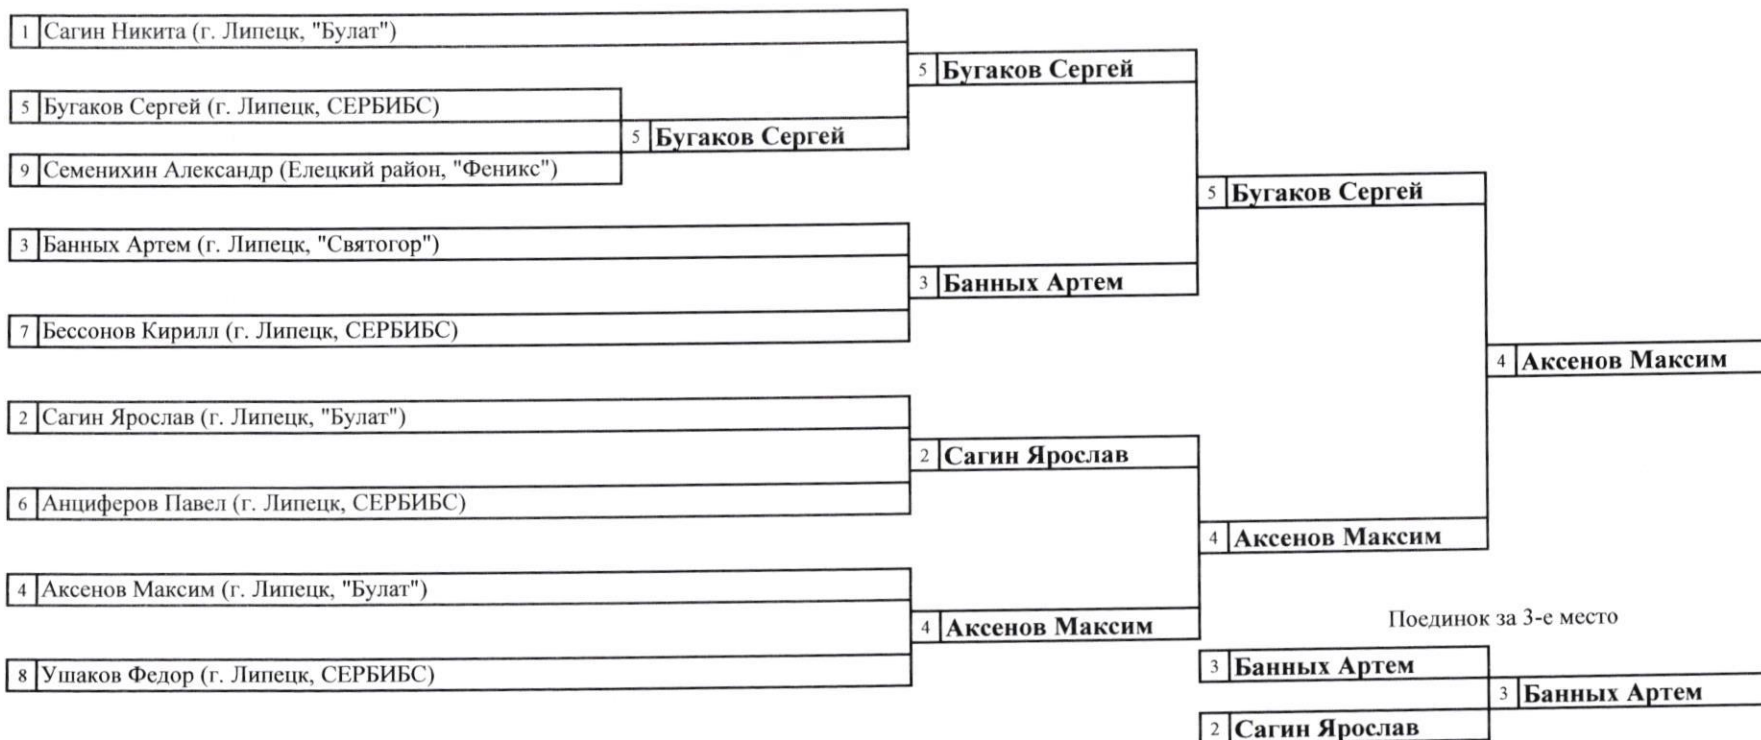 1 Сагин Никита (г. Липецк, "Булат")
5 Бугаков Сергей
5 Бугаков Сергей (г. Липецк, СЕРБИБС)
5 Бугаков Сергей
9 Семенихин Александр (Елецкий район, "Феникс")
5 Бугаков Сергей
3 Банных Артем (г. Липецк, "Святогор")
3 Банных Артем
7 Бессонов Кирилл (г. Липецк, СЕРБИБС)
4 Аксенов Максим
2 Сагин Ярослав (г. Липецк, "Булат")
2 Сагин Ярослав
6 Анциферов Павел (г. Липецк, СЕРБИБС)
4 Аксенов Максим
4 Аксенов Максим (г. Липецк, "Булат")
4 Аксенов Максим
Поединок за 3-е место
8 Ушаков Федор (г. Липецк, СЕРБИБС)
3 Банных Артем
3 Банных Артем
2 Сагин Ярослав